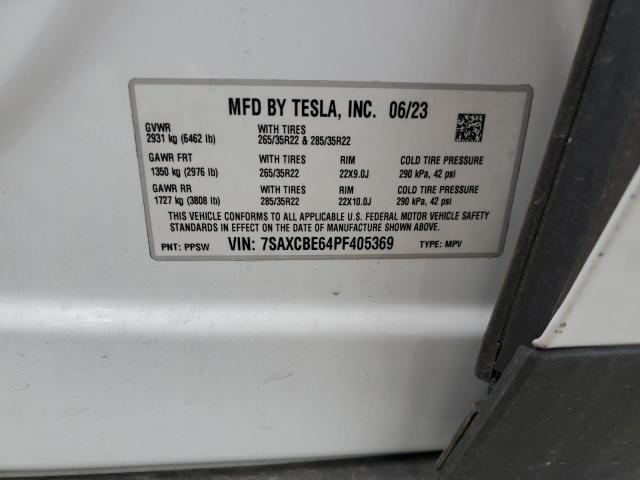 MFD BY TESLA, INC. 06/23
GVWR WITH TIRES
2931 kg (6462 lb) 265/35R22 & 285/35R22
GAWR FRT WITH TIRES RIM COLD TIRE PRESSURE
1350 kg (2976 lb) 265/35R22 22X9.0J 290 kPa, 42 psi
GAWR RR WITH TIRES RIM COLD TIRE PRESSURE
1727 kg (3808 lb) 285/35R22 22X10.0J 290 kPa, 42 psi
THIS VEHICLE CONFORMS TO ALL APPLICABLE U.S. FEDERAL MOTOR VEHICLE SAFETY
STANDARDS IN EFFECT ON THE DATE OF MANUFACTURE SHOWN ABOVE.
PNT: PPSW VIN: 7SAXCBE64PF405369 TYPE: MPV